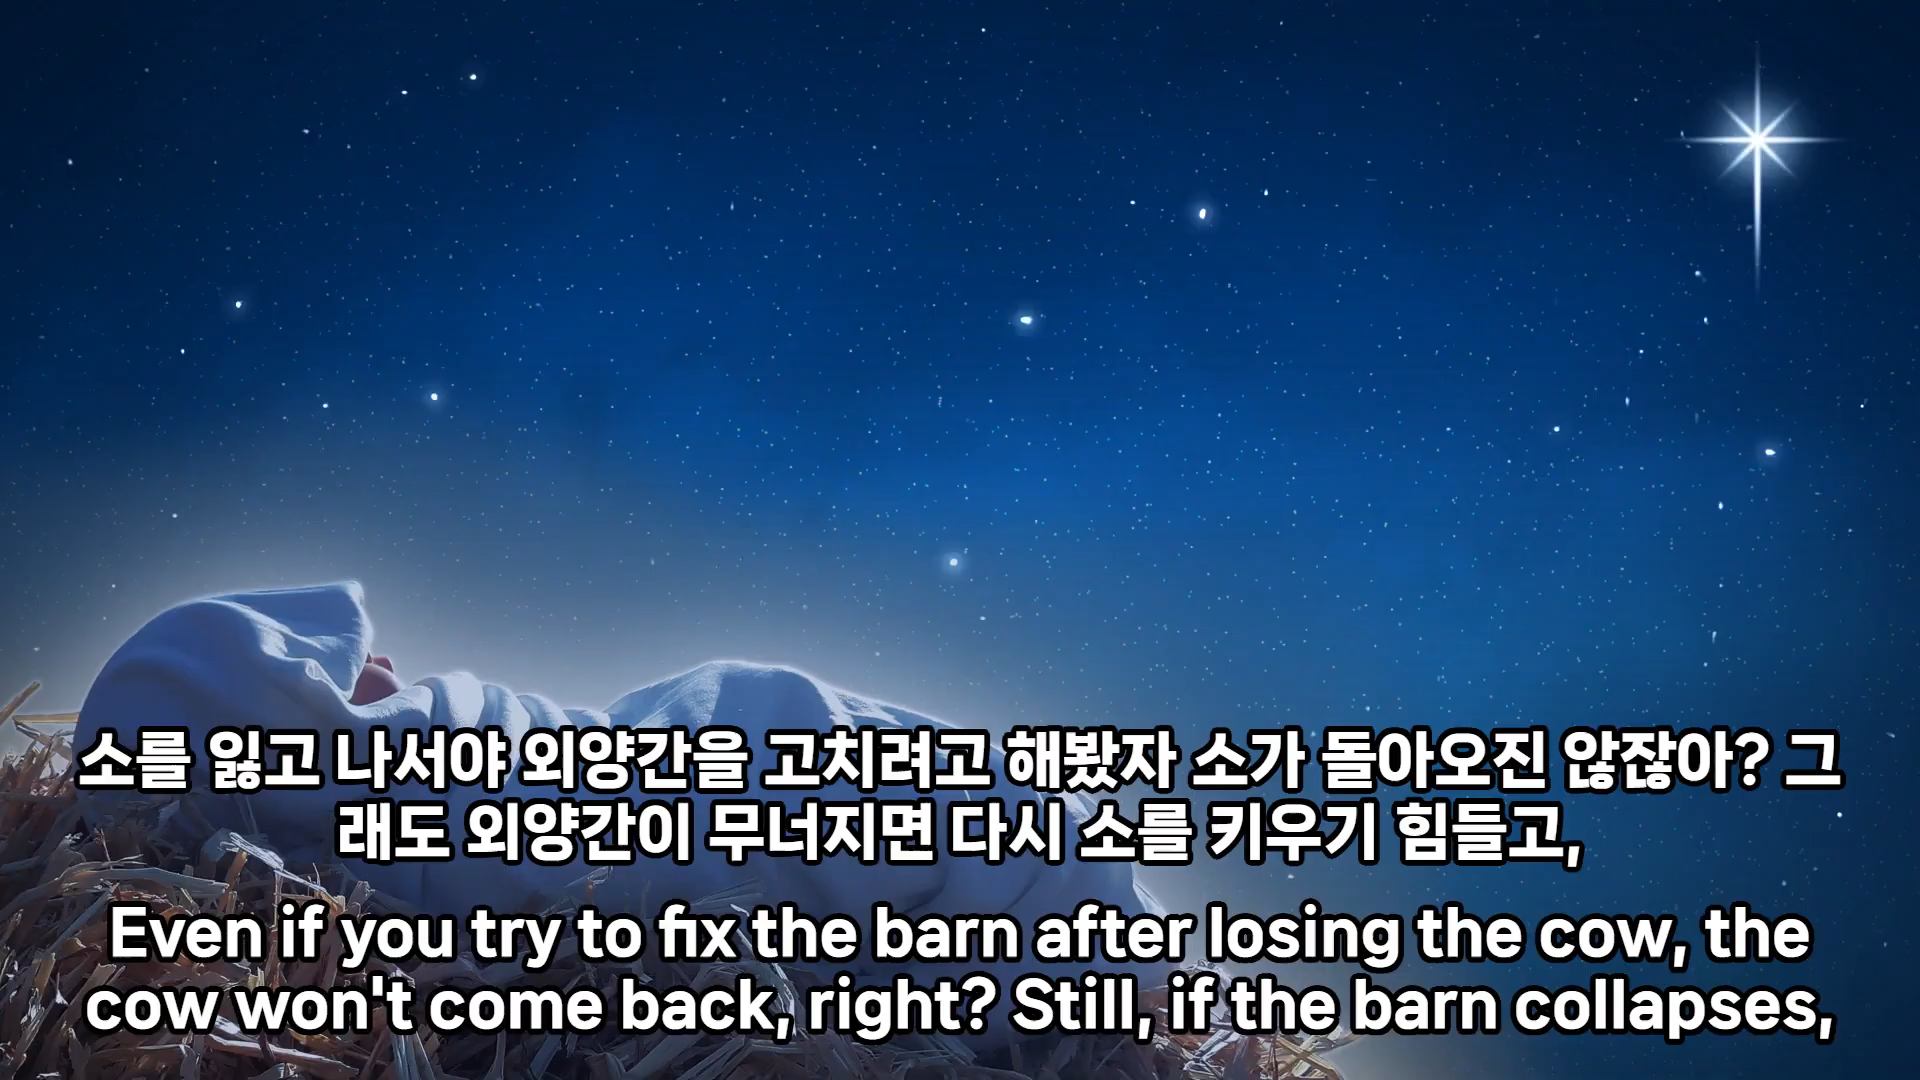 소를 잃고 나서야 외양간을 고치려고 해봤자 소가 돌아오진 않잖아? 그
래도 외양간이 무너지면 다시 소를 키우기 힘들고,
Even if you try to fix the barn after losing the cow, the
cow won't come back, right? Still, if the barn collapses,